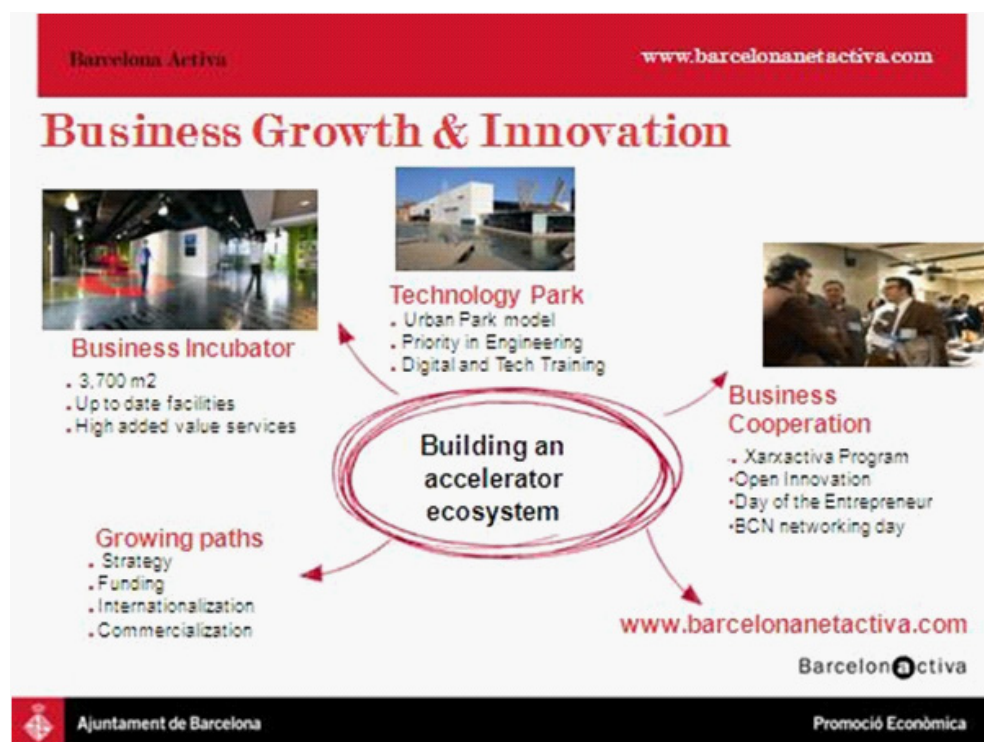 Barcelona Activa
www.barcelonanetactiva.com
Business Growth & Innovation
Technology Park
. Urban Park model
. Priority in Engineering
. Digital and Tech Training
Business Incubator
. 3,700 m2
. Up to date facilities
. High added value services
Building an
accelerator
ecosystem
Business
Cooperation
. Xarxactiva Program
•Open Innovation
•Day of the Entrepreneur
•BCN networking day
Growing paths
. Strategy
. Funding
. Internationalization
. Commercialization
www.barcelonanetactiva.com
Barcelonactiva
Ajuntament de Barcelona
Promoció Econòmica